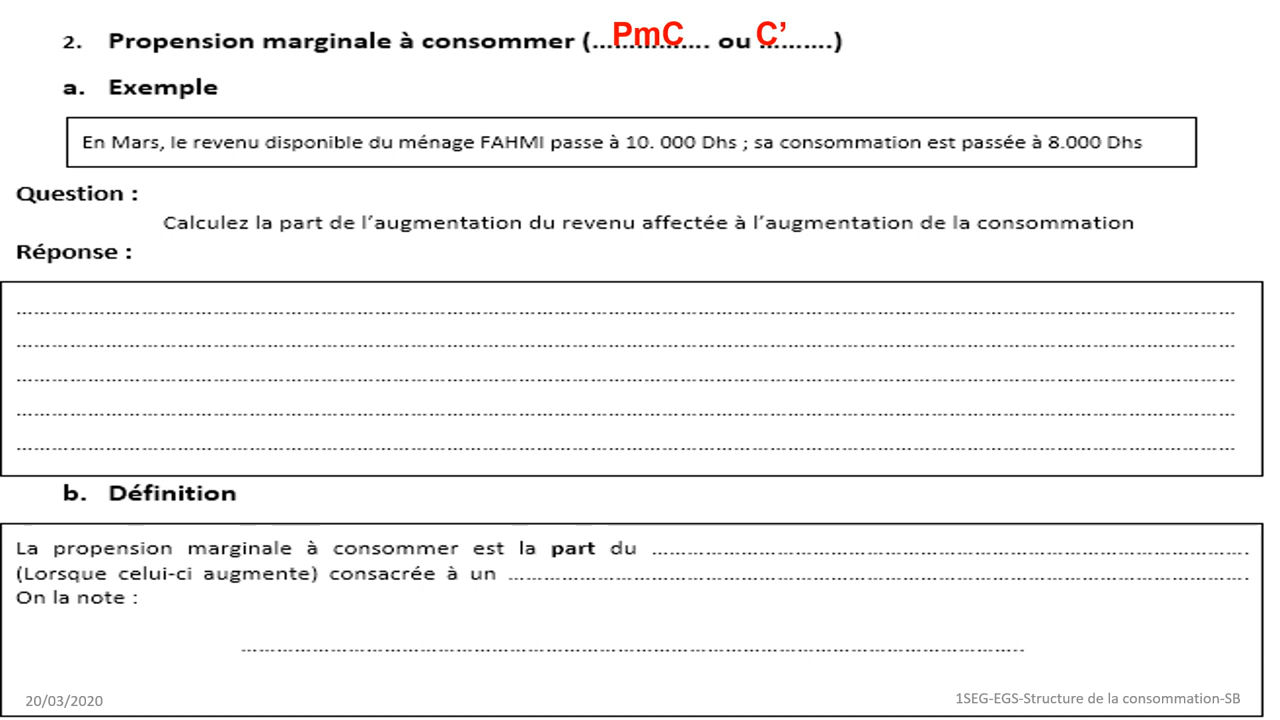 2. Propension marginale à consommer (...PmC... ou C’.........)
a. Exemple
En Mars, le revenu disponible du ménage FAHMI passe à 10. 000 Dhs ; sa consommation est passée à 8.000 Dhs
Question :
Calculez la part de l’augmentation du revenu affectée à l’augmentation de la consommation
Réponse :
b. Définition
La propension marginale à consommer est la part du ...
(Lorsque celui-ci augmente) consacrée à un ...
On la note :
20/03/2020
1SEG-EGS-Structure de la consommation-SB